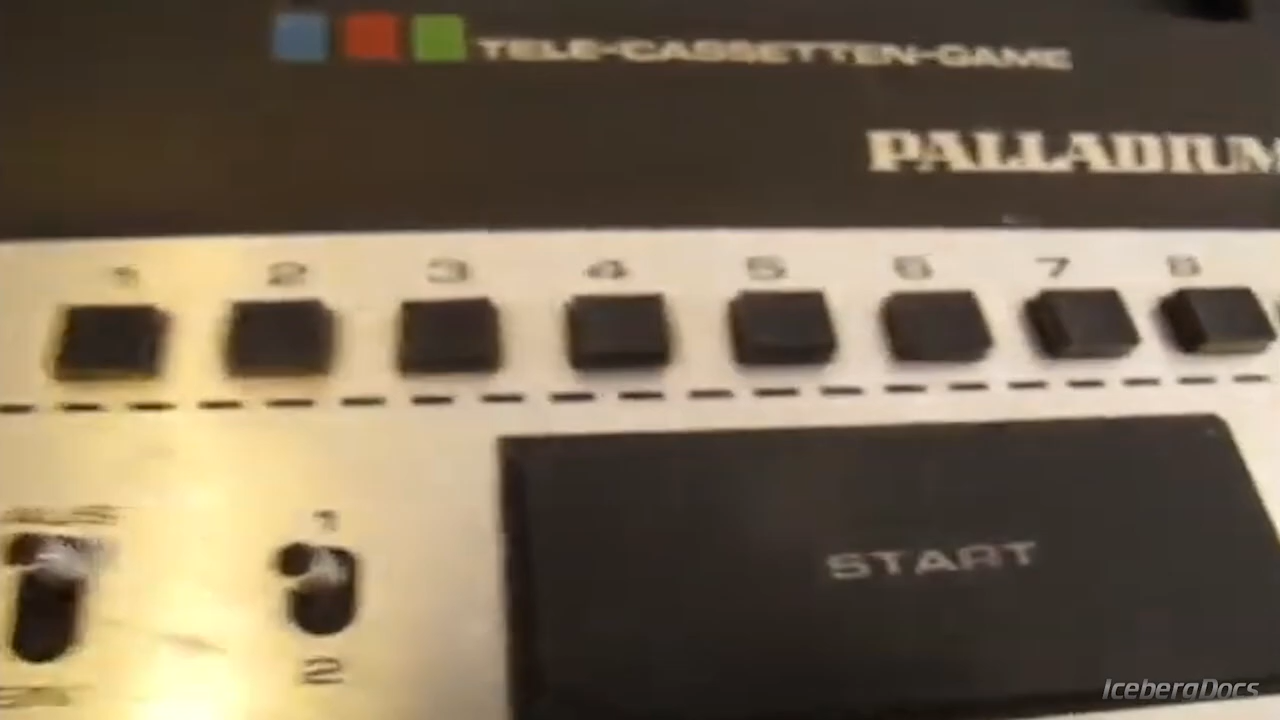 TELE-CASSETTEN-GAME
PALLADIUM
1 2 3 4 5 6 7 8
1
START
2
IcebergDocs